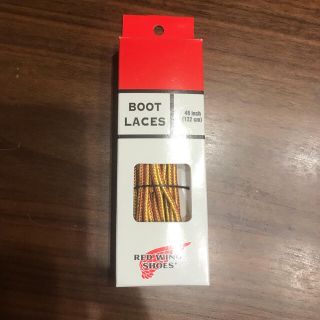 BOOT
LACES
48 inch
(122 cm)
RED WING
SHOES